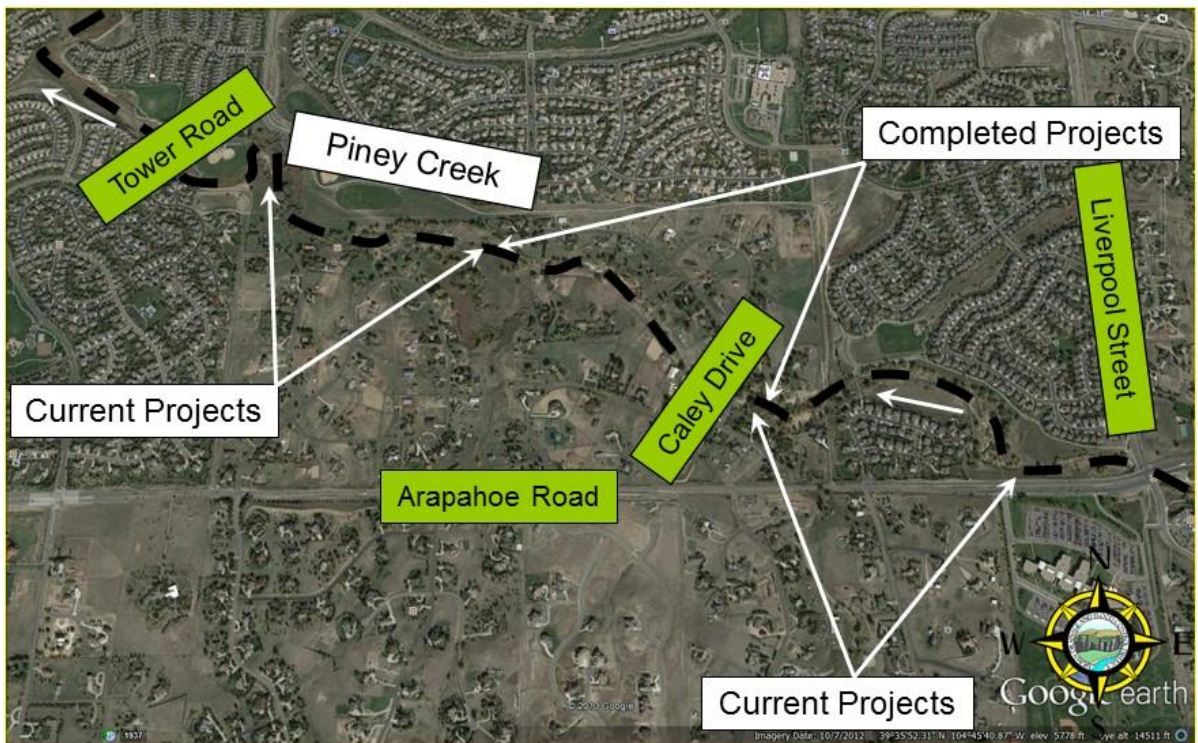 Completed Projects
Tower Road
Piney Creek
Liverpool Street
Caley Drive
Current Projects
Arapahoe Road
N
W
E
S
Current Projects
Google earth
© 2013 Google
1937
Imagery Date: 10/7/2012 39°35'52.31" N 104°45'40.87" W elev 5778 ft eye alt 14511 ft